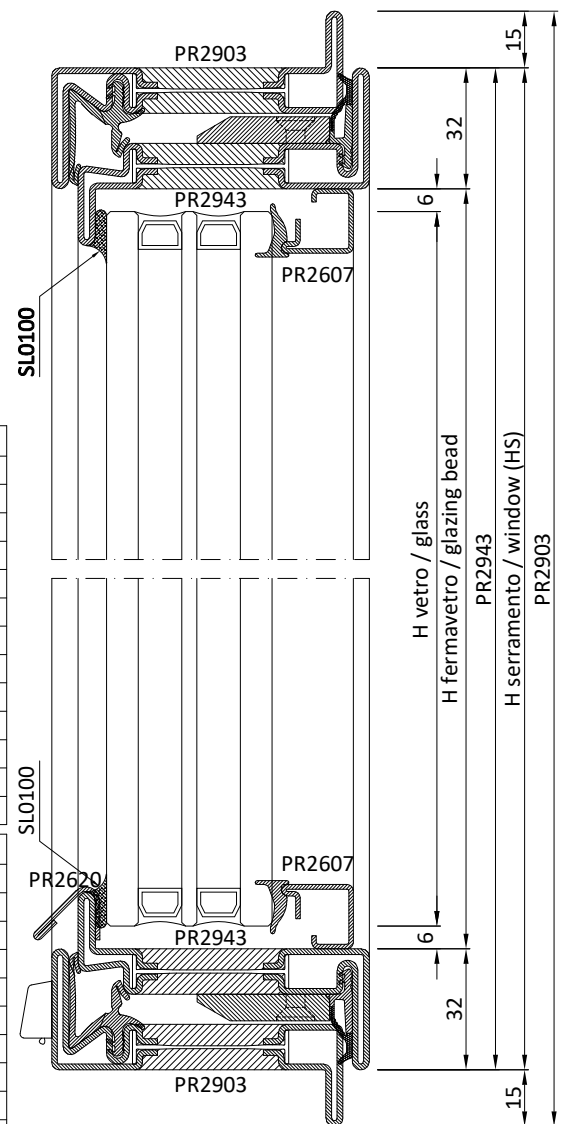 PR2903
15
32
PR2943
6
PR2607
SL0100
H vetro / glass
H fermavetro / glazing bead
PR2943
H serramento / window (HS)
PR2903
SL0100
PR2620
PR2607
PR2943
6
32
PR2903
15